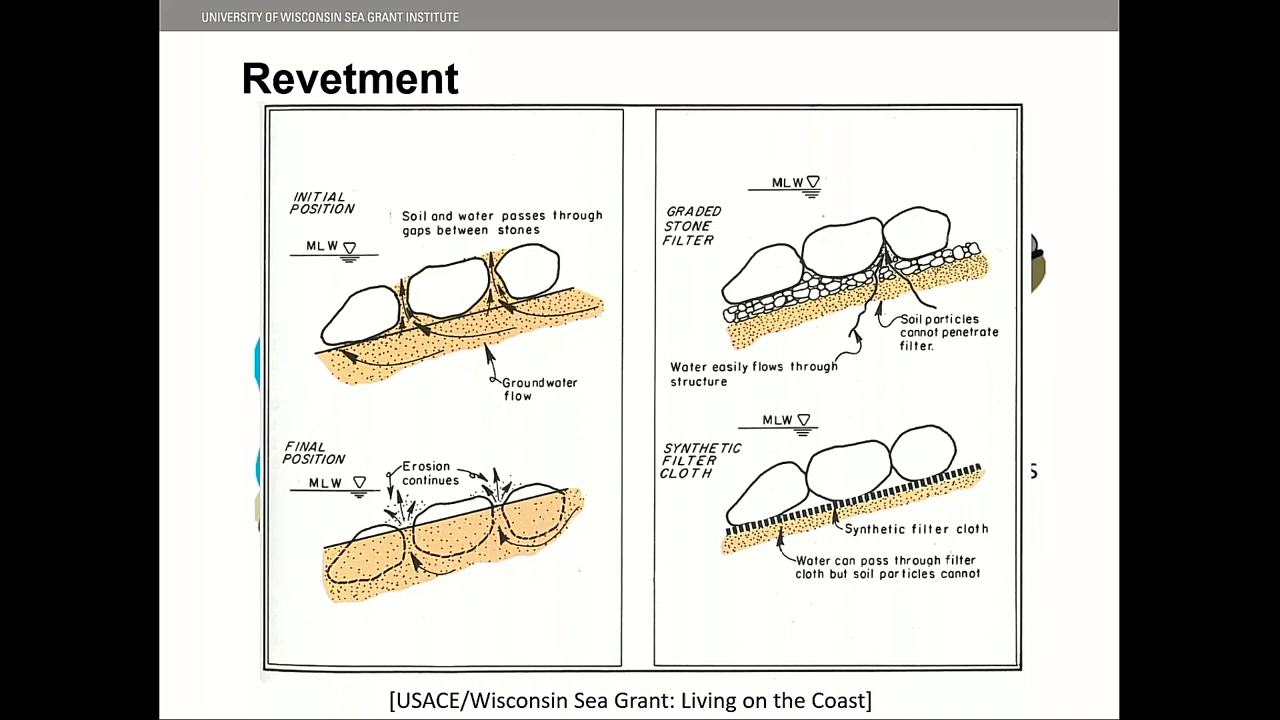 UNIVERSITY OF WISCONSIN SEA GRANT INSTITUTE
Revetment
INITIAL
POSITION
MLW
Soil and water passes through
gaps between stones
Groundwater
flow
FINAL
POSITION
MLW
Erosion
continues
MLW
GRADED
STONE
FILTER
Soil particles
cannot penetrate
filter.
Water easily flows through
structure
MLW
SYNTHETIC
FILTER
CLOTH
Synthetic filter cloth
Water can pass through filter
cloth but soil particles cannot
s
[USACE/Wisconsin Sea Grant: Living on the Coast]